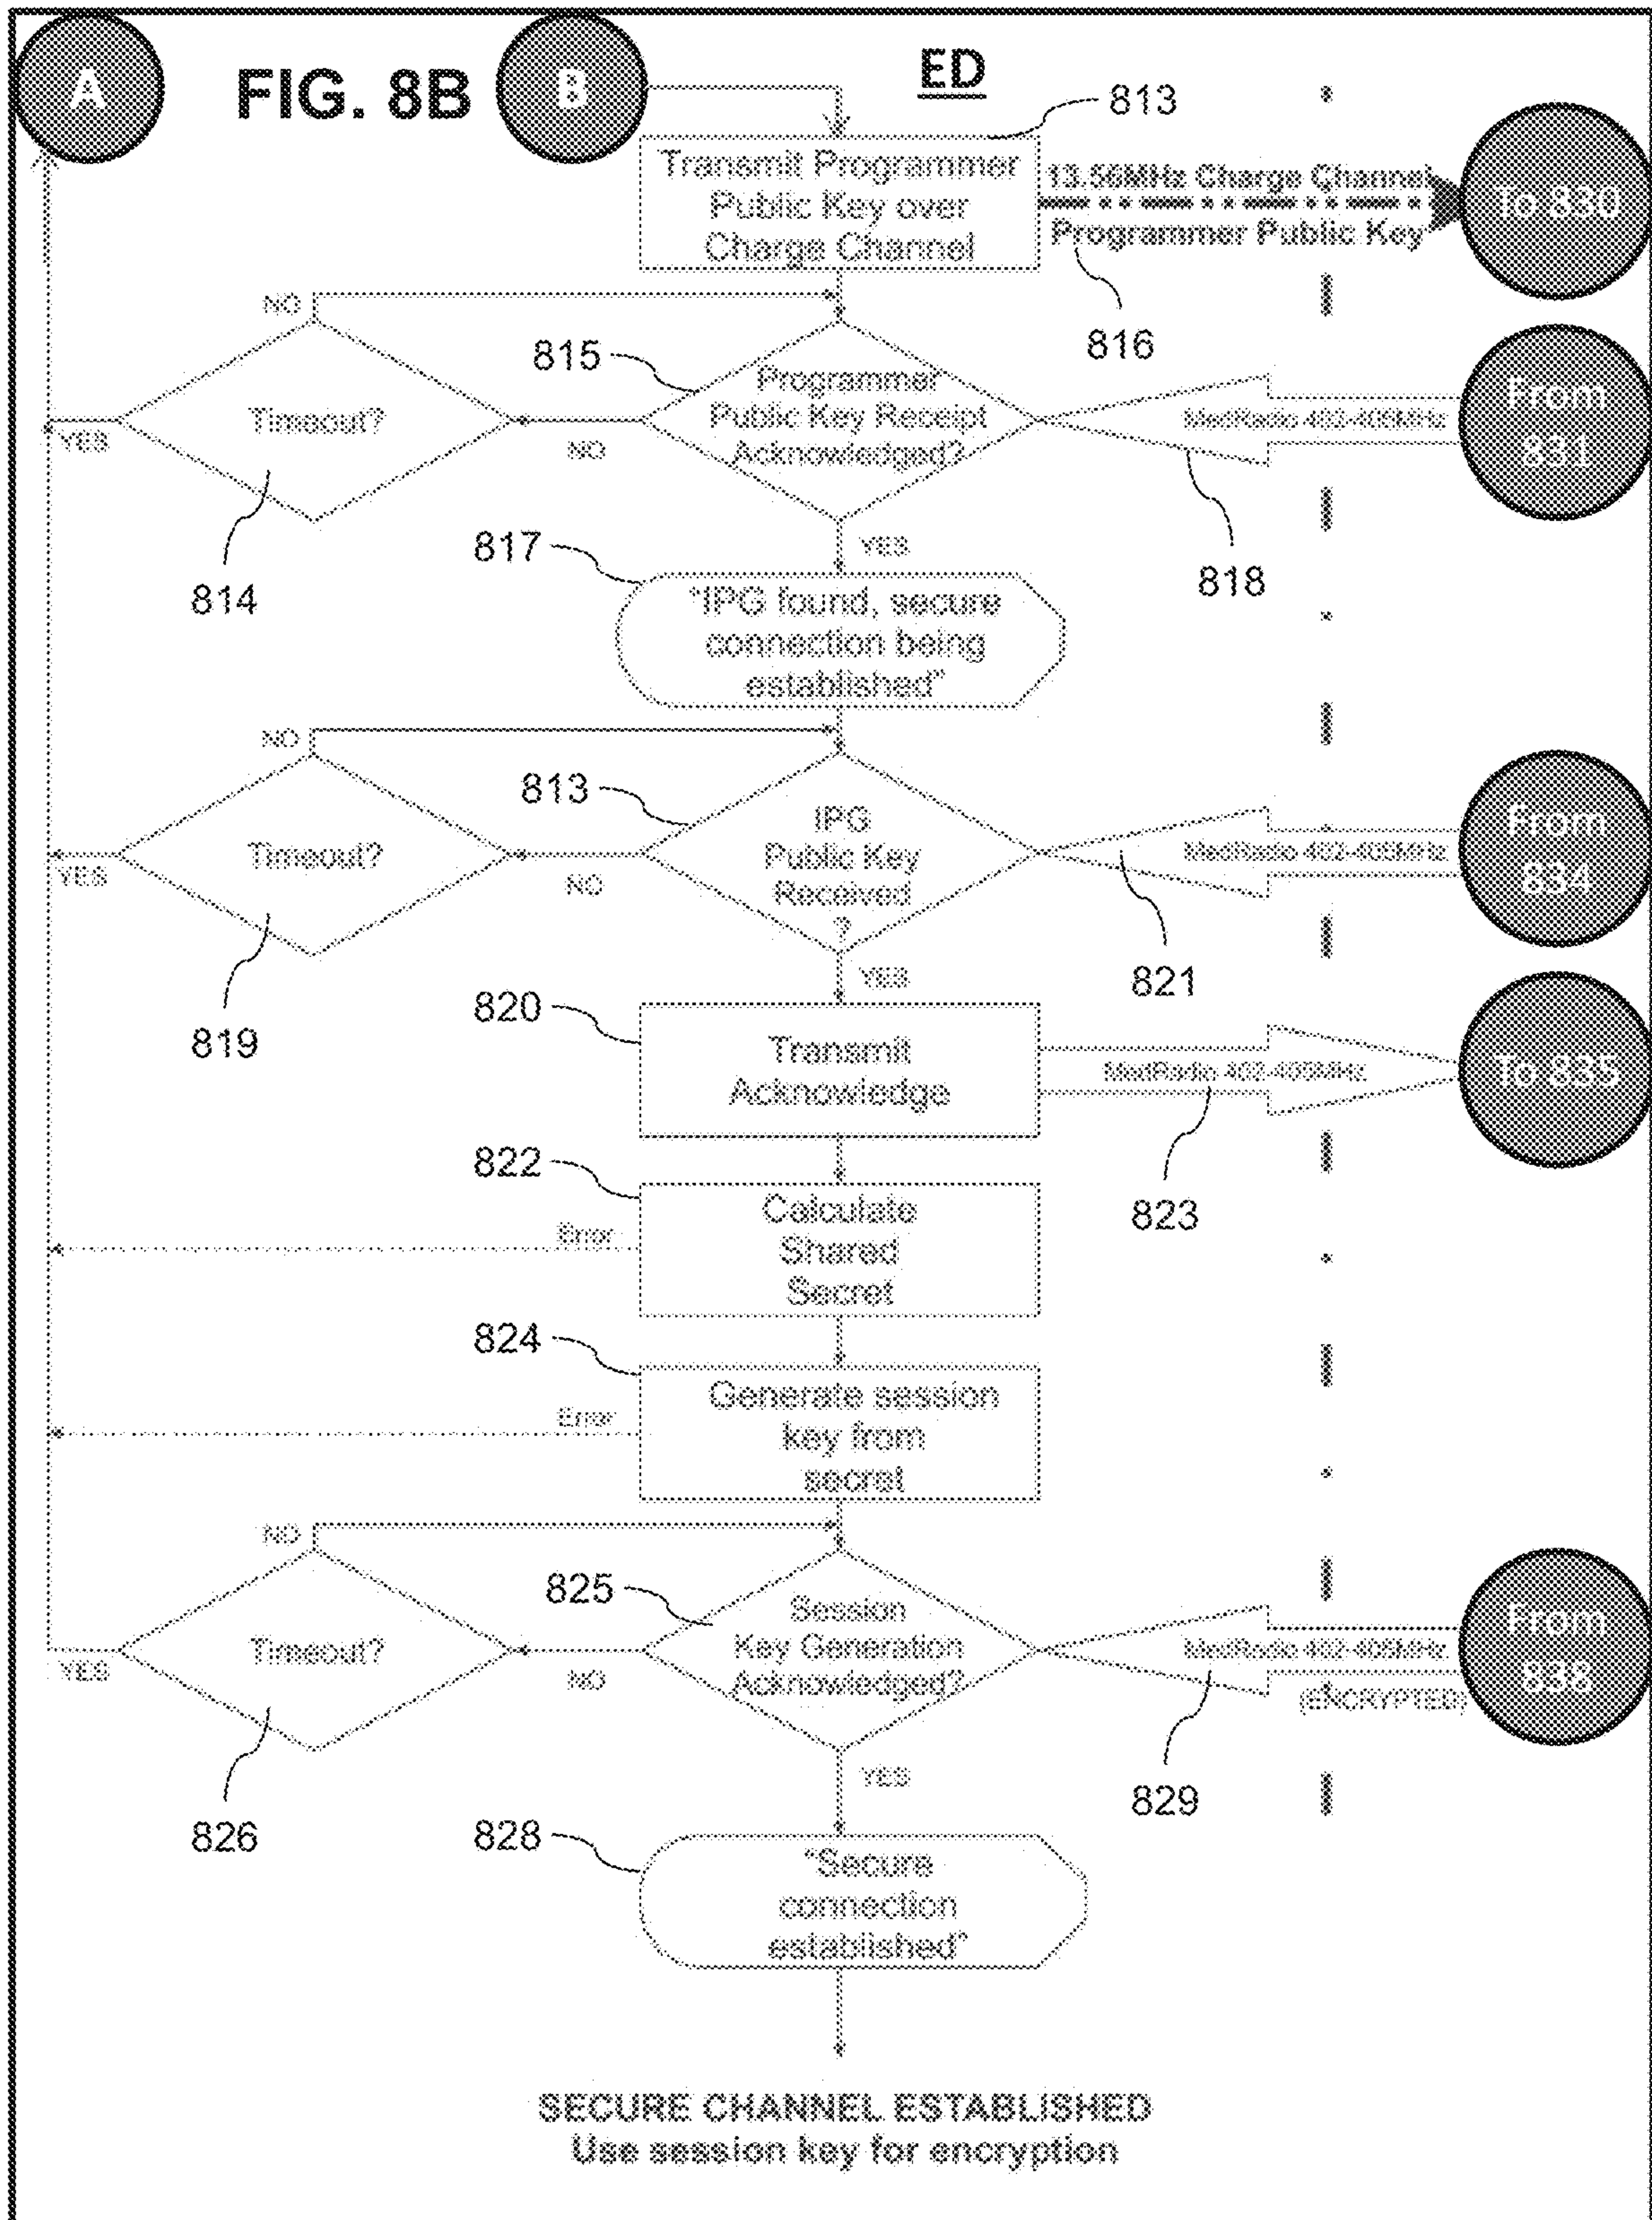 A
FIG. 8B
B
ED
813
Transmit Programmer
Public Key over
Charge Channel
13.56MHz Charge Channel
Programmer Public Key
To 830
816
NO
815
Programmer
Public Key Receipt
Acknowledged?
Timeout?
YES
NO
MedRadio 402-405MHz
From
831
814
817
YES
818
"IPG found, secure
connection being
established"
NO
813
IPG
Public Key
Received
?
Timeout?
YES
NO
MedRadio 402-405MHz
From
834
819
820
YES
821
Transmit
Acknowledge
MedRadio 402-405MHz
To 835
822
823
Calculate
Shared
Secret
Error
824
Generate session
key from
secret
Error
NO
825
Session
Key Generation
Acknowledged?
Timeout?
YES
NO
MedRadio 402-405MHz
(ENCRYPTED)
From
838
826
828
YES
829
"Secure
connection
established"
SECURE CHANNEL ESTABLISHED
Use session key for encryption